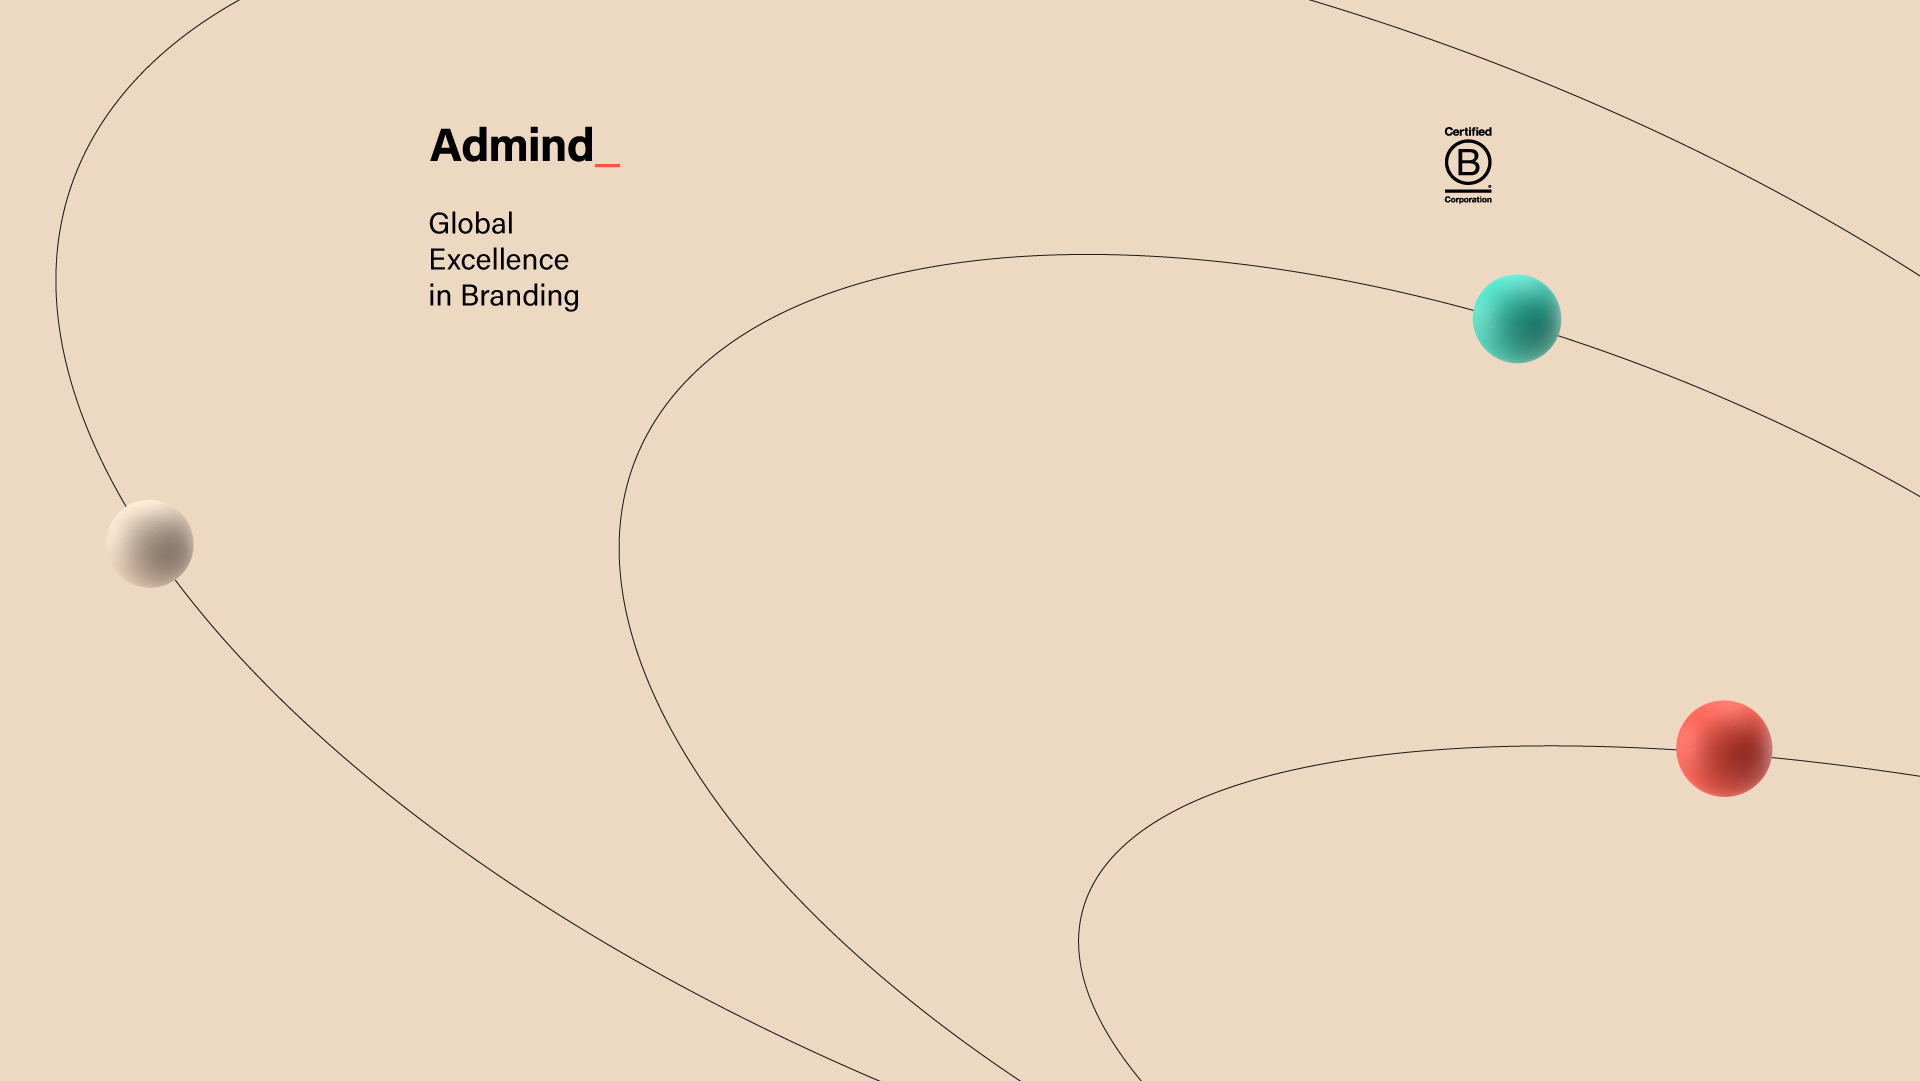 Admind_
Global
Excellence
in Branding
Certified
B
Corporation